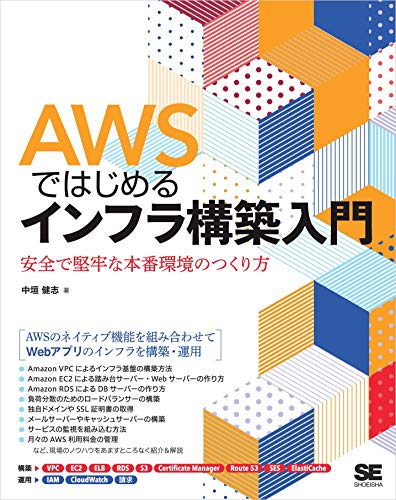 AWS
ではじめる
インフラ構築入門
安全で堅牢な本番環境のつくり方
中垣 健志 著
AWSのネイティブ機能を組み合わせて
Webアプリのインフラを構築・運用
● Amazon VPC によるインフラ基盤の構築方法
● Amazon EC2 による踏み台サーバー・Web サーバーの作り方
● Amazon RDS による DB サーバーの作り方
● 負荷分散のためのロードバランサーの構築
● 独自ドメインや SSL 証明書の取得
● メールサーバーやキャッシュサーバーの構築
● サービスの監視を組み込む方法
● 月々の AWS 利用料金の管理
など、現場のノウハウをあますところなく紹介&解説
構築 VPC EC2 ELB RDS S3 Certificate Manager Route 53 SES ElastiCache
運用 IAM CloudWatch 請求
SE
SHOEISHA